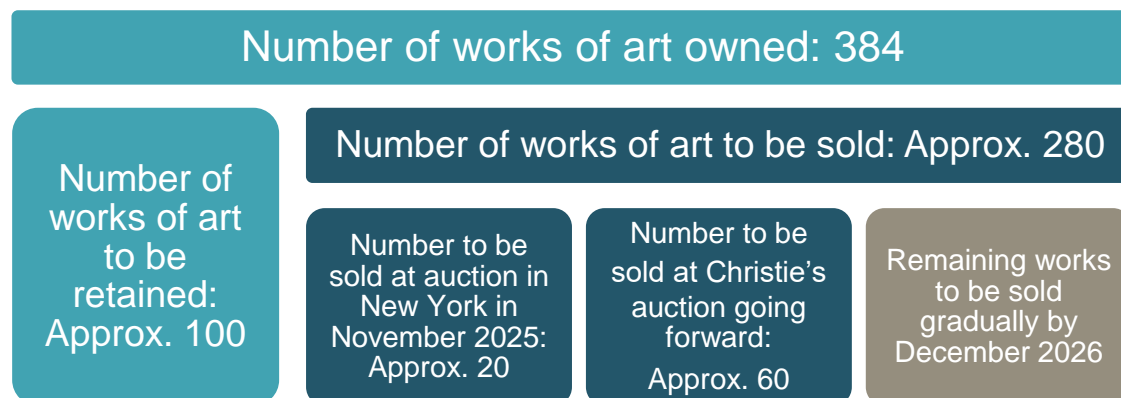 Number of works of art owned: 384
Number of
works of art
to be
retained:
Approx. 100
Number of works of art to be sold: Approx. 280
Number to be
sold at auction in
New York in
November 2025:
Approx. 20
Number to be
sold at Christie’s
auction going
forward:
Approx. 60
Remaining works
to be sold
gradually by
December 2026